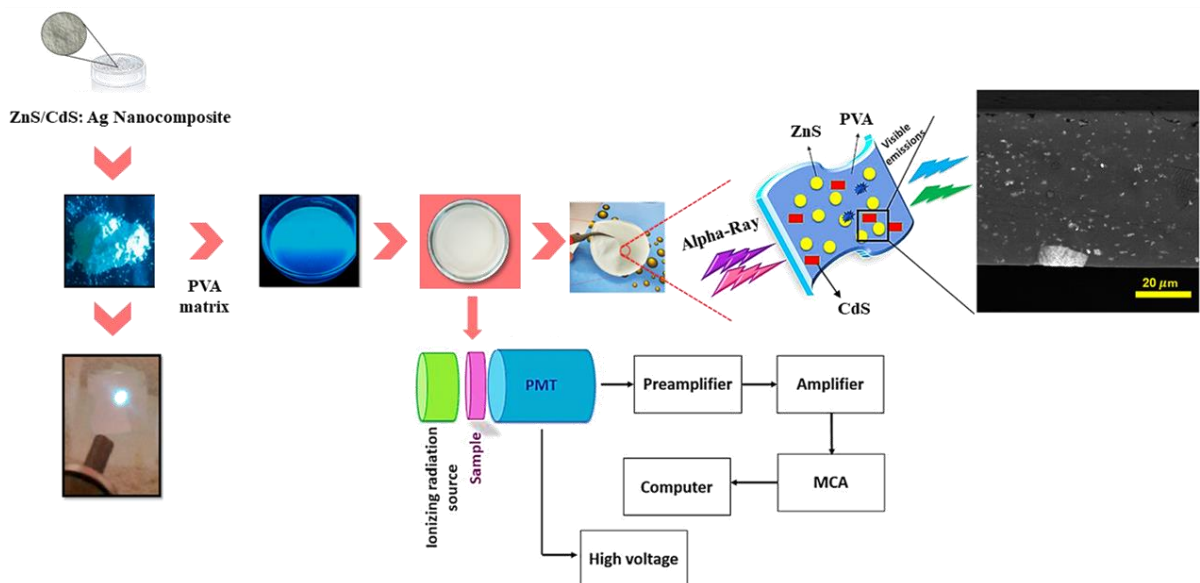 ZnS/CdS: Ag Nanocomposite
PVA
matrix
ZnS
PVA
Visible
emissions
Alpha-Ray
CdS
20 μm
PMT
Preamplifier
Amplifier
Ionizing radiation
source
Sample
Computer
MCA
High voltage